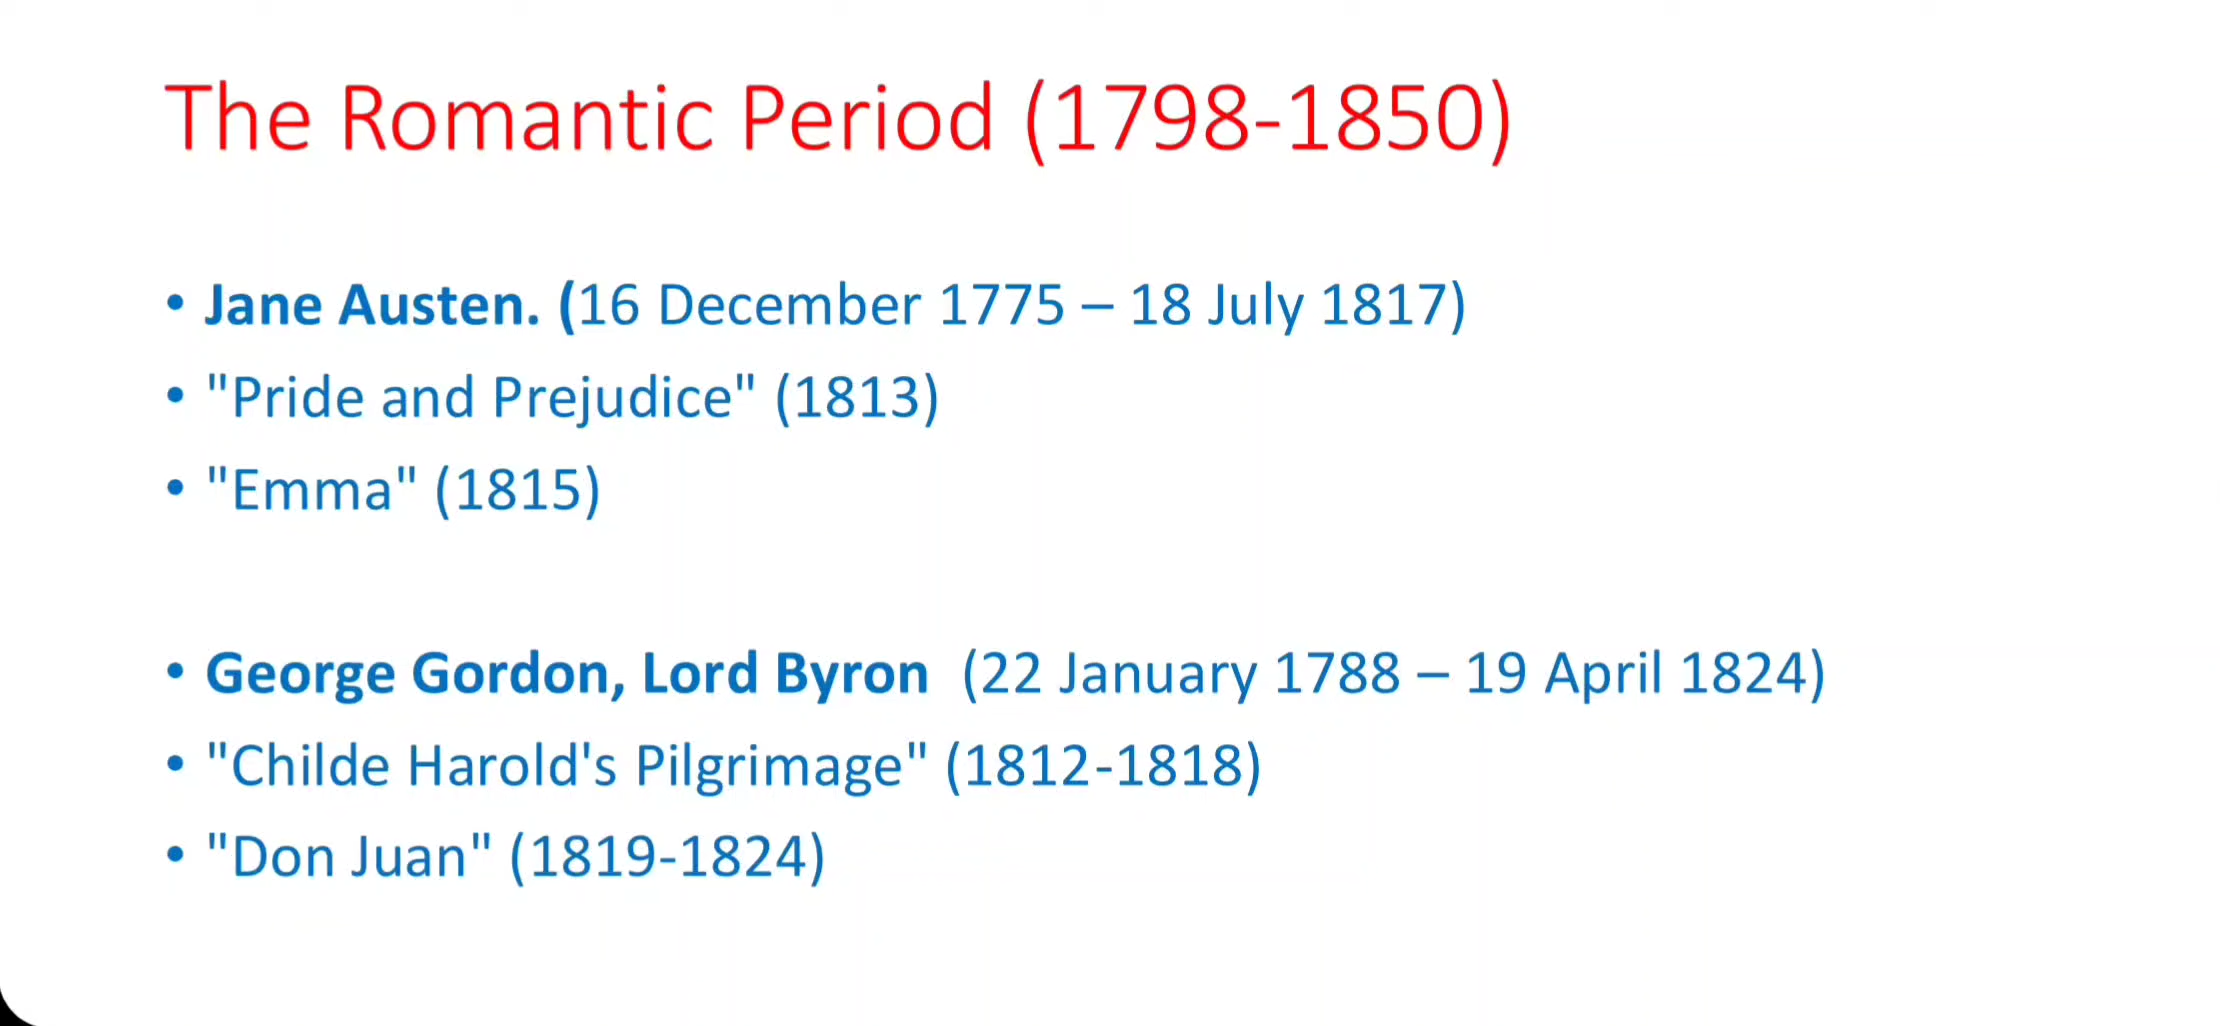 The Romantic Period (1798-1850)
• Jane Austen. (16 December 1775 – 18 July 1817)
• "Pride and Prejudice" (1813)
• "Emma" (1815)
• George Gordon, Lord Byron  (22 January 1788 – 19 April 1824)
• "Childe Harold's Pilgrimage" (1812-1818)
• "Don Juan" (1819-1824)